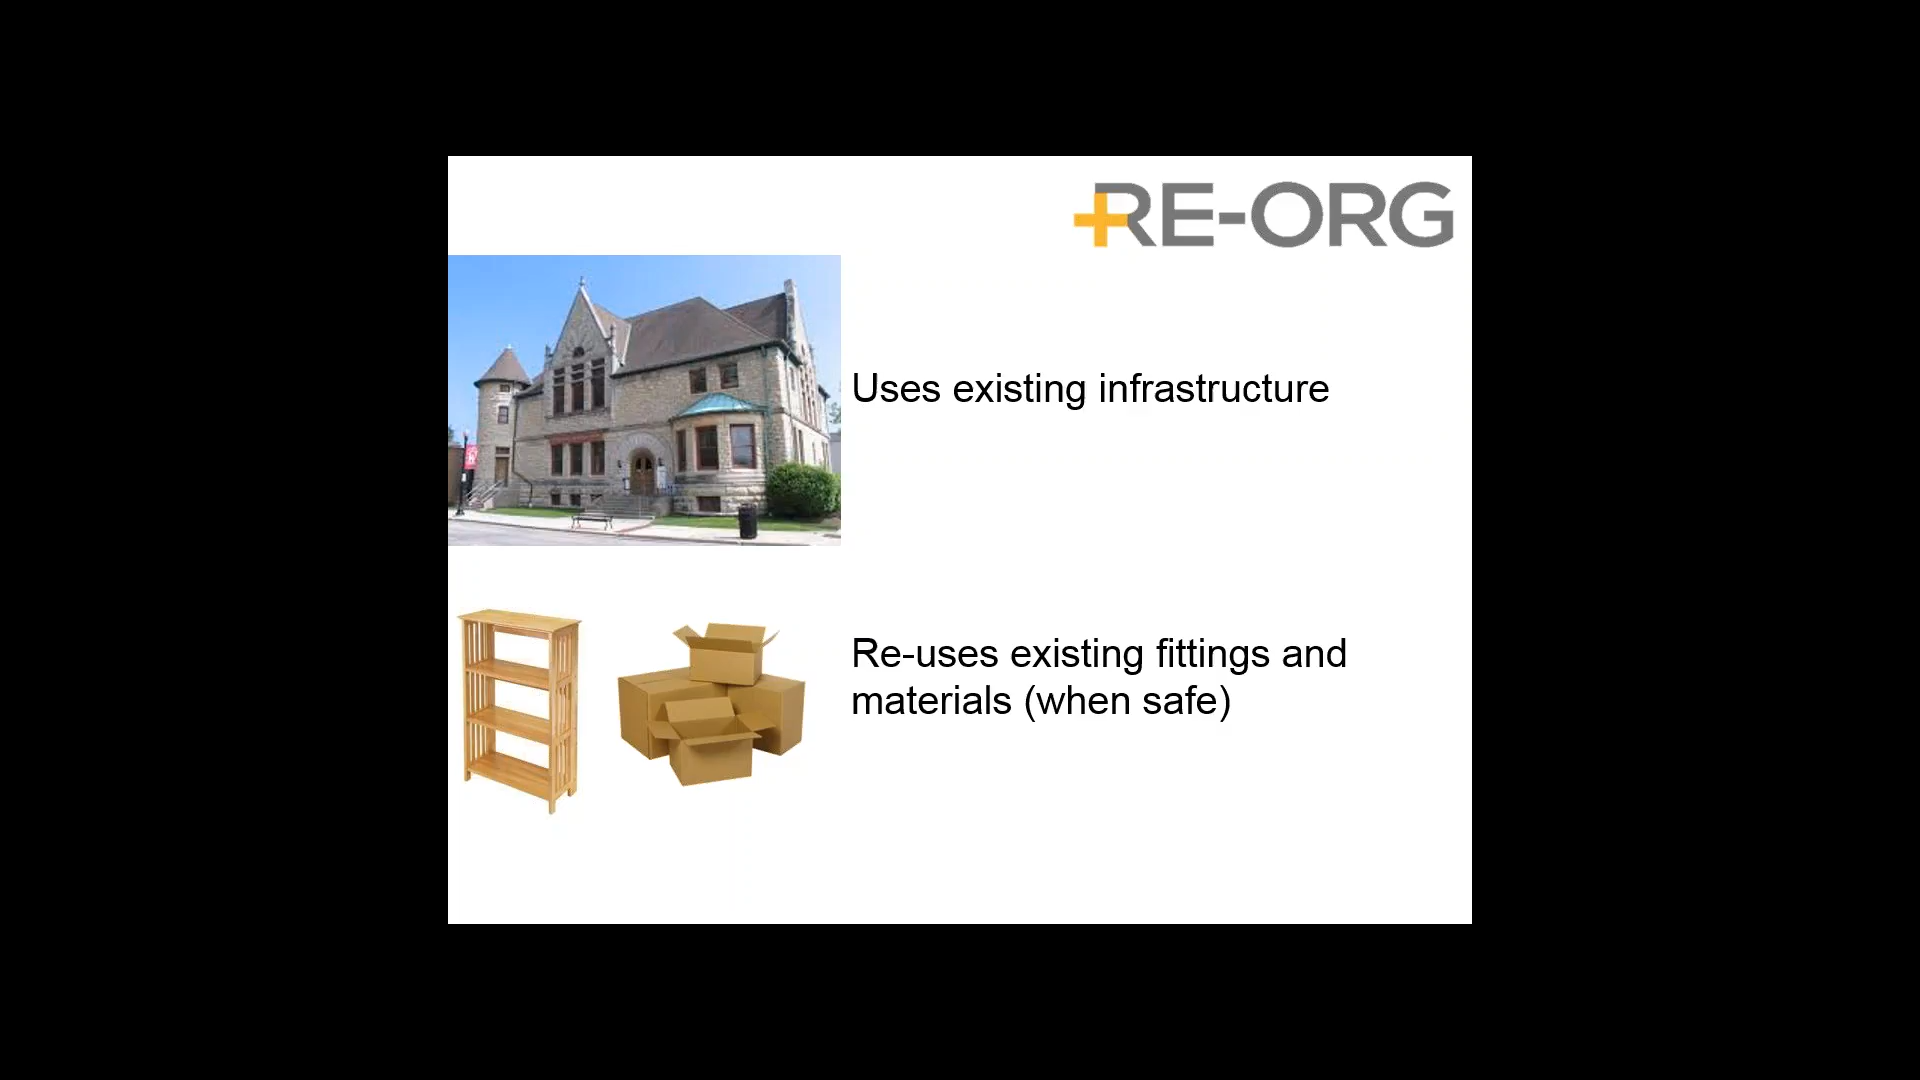 RE-ORG
Uses existing infrastructure
Re-uses existing fittings and
materials (when safe)